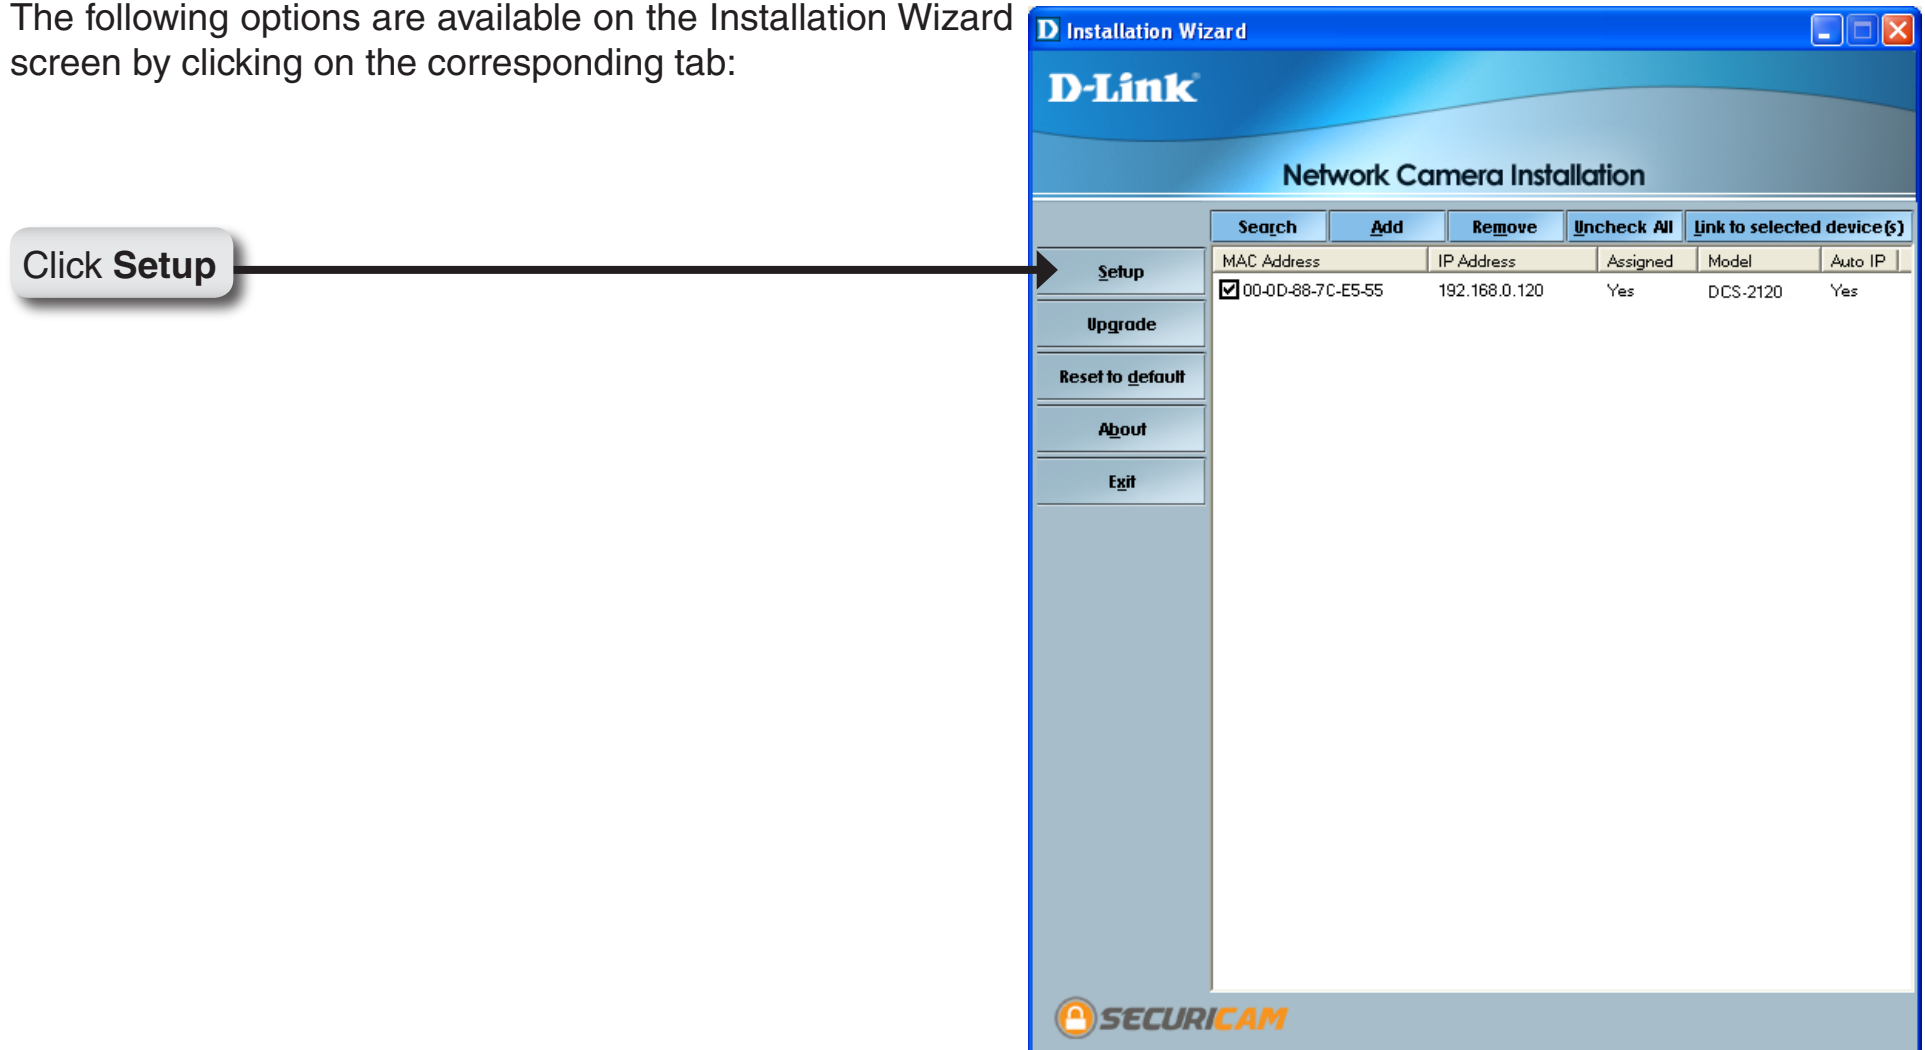 The following options are available on the Installation Wizard
screen by clicking on the corresponding tab:
Click Setup
D Installation Wizard
D-Link®
Network Camera Installation
Search Add Remove Uncheck All Link to selected device(s)
Setup
Upgrade
Reset to default
About
Exit
MAC Address IP Address Assigned Model Auto IP
00-0D-88-7C-E5-55 192.168.0.120 Yes DCS-2120 Yes
SECURICAM